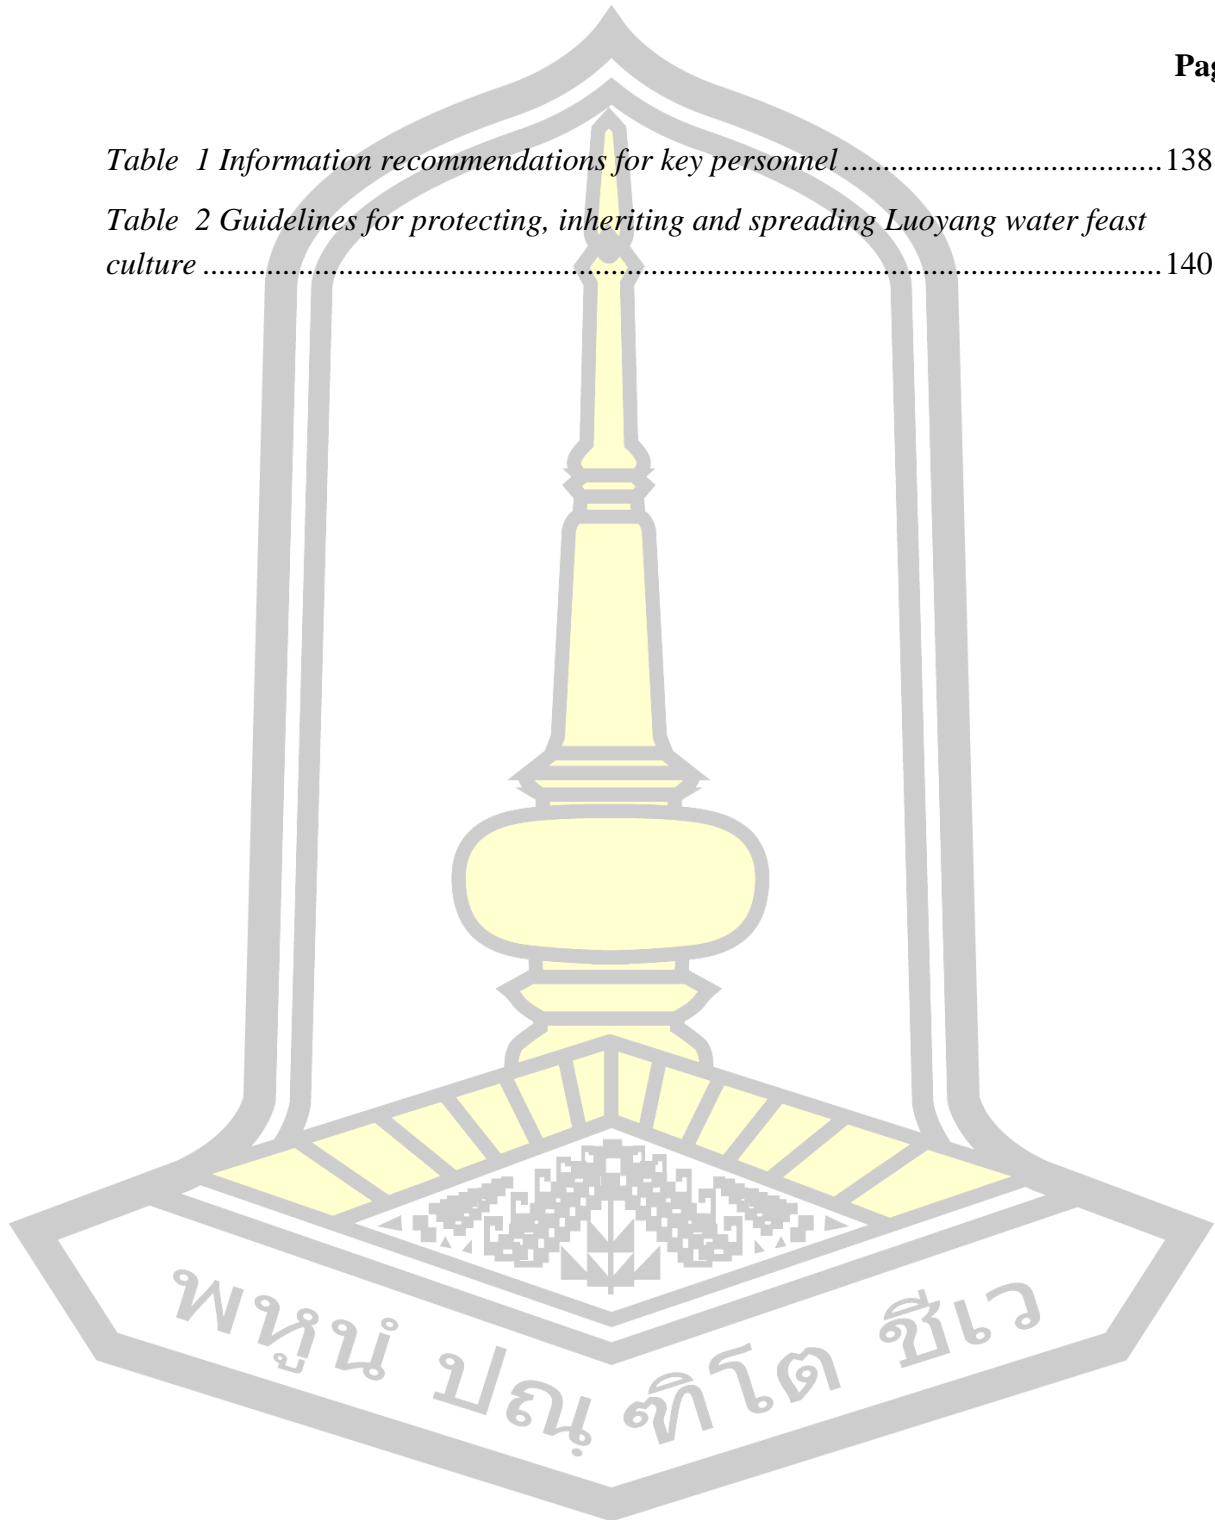 Pag
Table 1 Information recommendations for key personnel ........................................ 138
Table 2 Guidelines for protecting, inheriting and spreading Luoyang water feast
culture ......................................................................................................................... 140
พหูนํ ปณฺฑิโต ชีเว